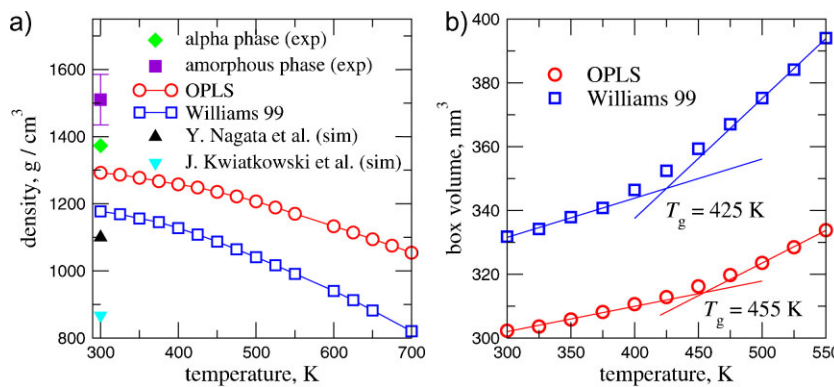 a)
density, g / cm³
1600
1400
1200
1000
800
alpha phase (exp)
amorphous phase (exp)
OPLS
Williams 99
Y. Nagata et al. (sim)
J. Kwiatkowski et al. (sim)
300 400 500 600 700
temperature, K
b)
box volume, nm³
400
380
360
340
320
300
OPLS
Williams 99
Tg = 425 K
Tg = 455 K
300 350 400 450 500 550
temperature, K